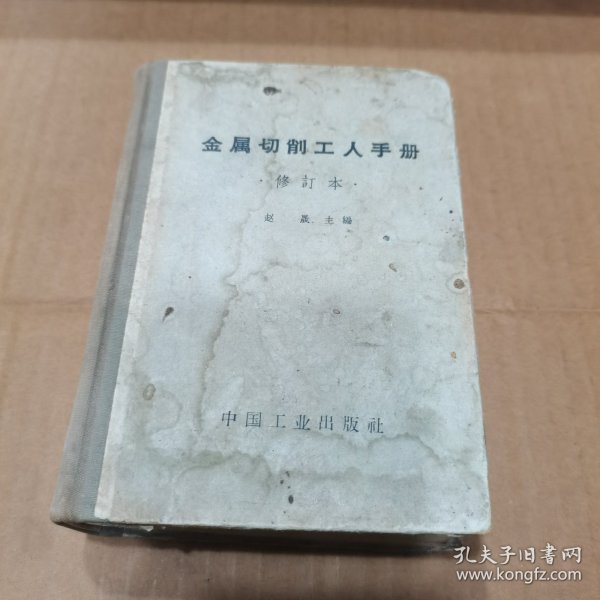 金属切削工人手册
·修訂本·
赵 晟 主編
中国工业出版社
孔夫子旧书网
www.kongfz.com